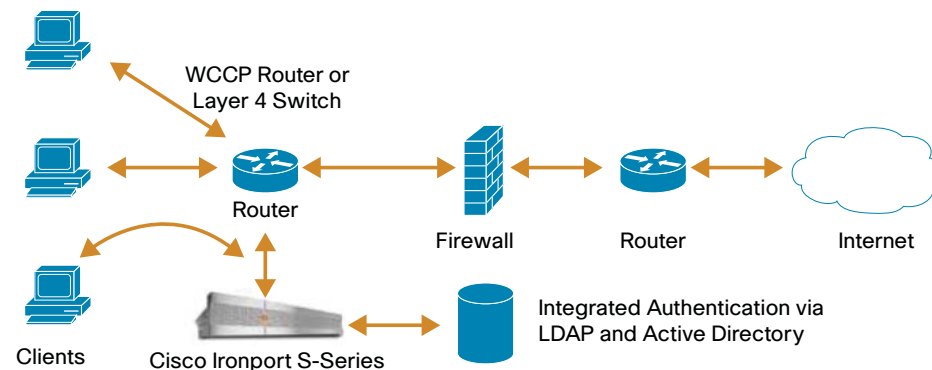 WCCP Router or
Layer 4 Switch
Router
Firewall
Router
Internet
Clients
Cisco Ironport S-Series
Integrated Authentication via
LDAP and Active Directory